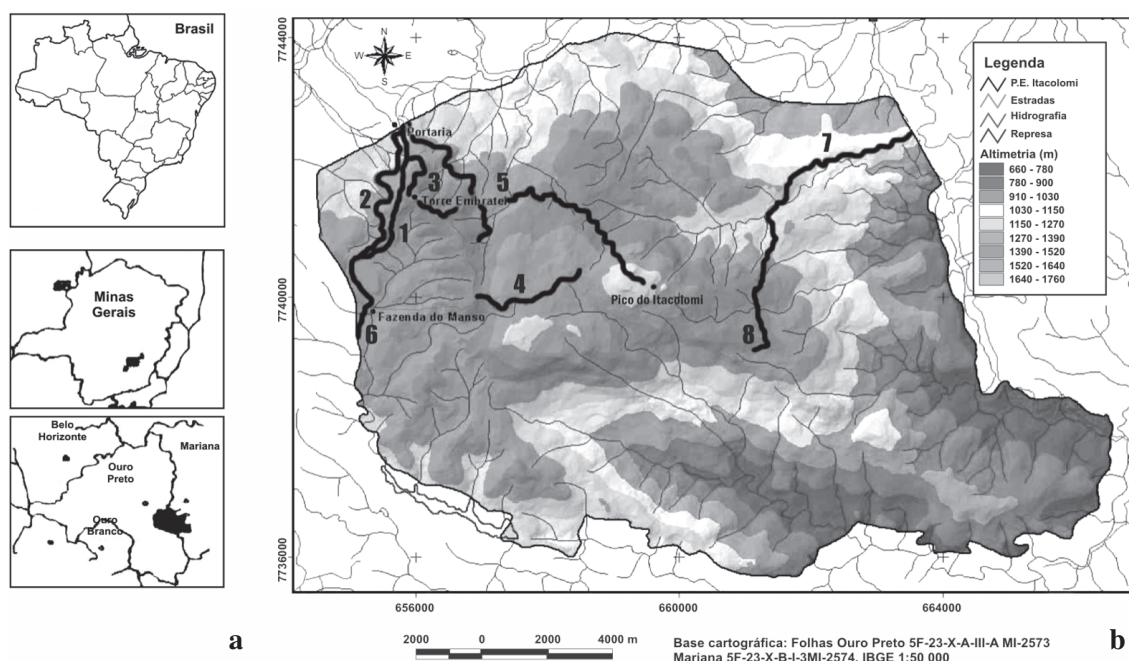 Brasil
Minas
Gerais
Belo
Horizonte
Mariana
Ouro
Preto
Ouro
Branco
a
7744000
7740000
7736000
N
W
E
S
Portaria
Torre Embratel
Fazenda do Manso
Pico do Itacolomi
1
2
3
4
5
6
7
8
Legenda
P.E. Itacolomi
Estradas
Hidrografia
Represa
Altimetria (m)
660 - 780
780 - 900
910 - 1030
1030 - 1150
1150 - 1270
1270 - 1390
1390 - 1520
1520 - 1640
1640 - 1760
656000
660000
664000
2000 0 2000 4000 m
Base cartográfica: Folhas Ouro Preto 5F-23-X-A-III-A MI-2573
Mariana 5F-23-X-B-I-3MI-2574, IBGE 1:50 000
b